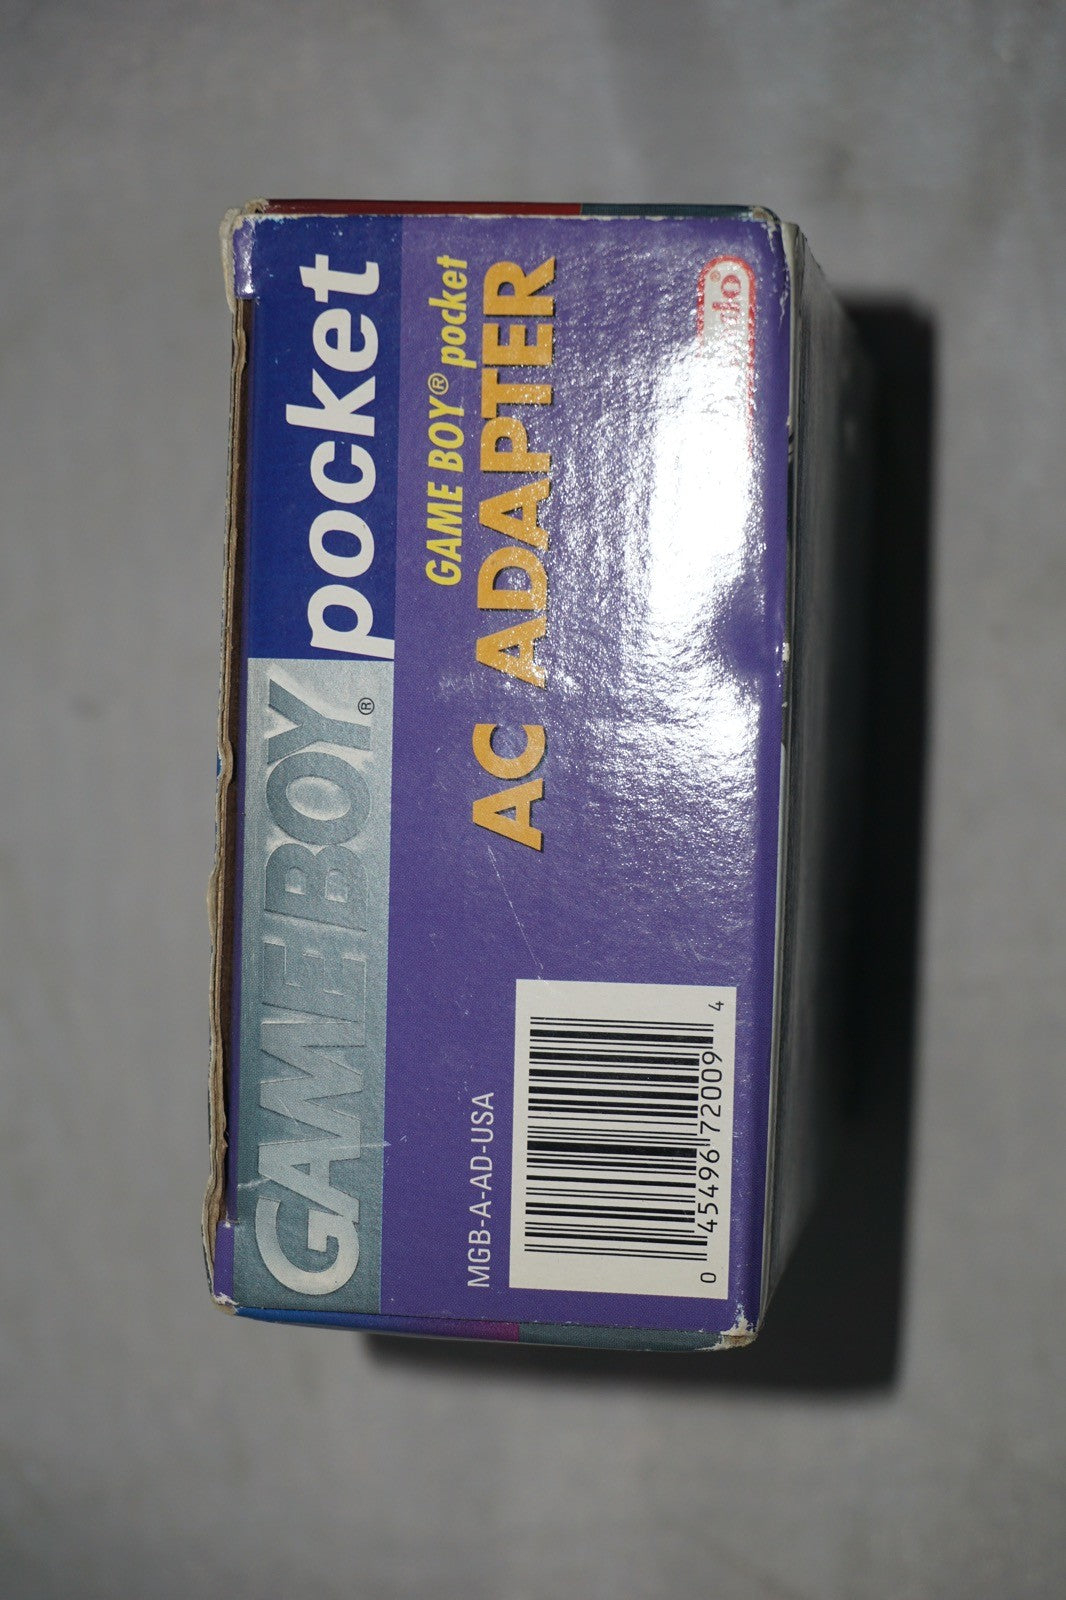 GAMEBOY® pocket
GAME BOY® pocket
AC ADAPTER
MGB-A-AD-USA
0 45496 72009 4